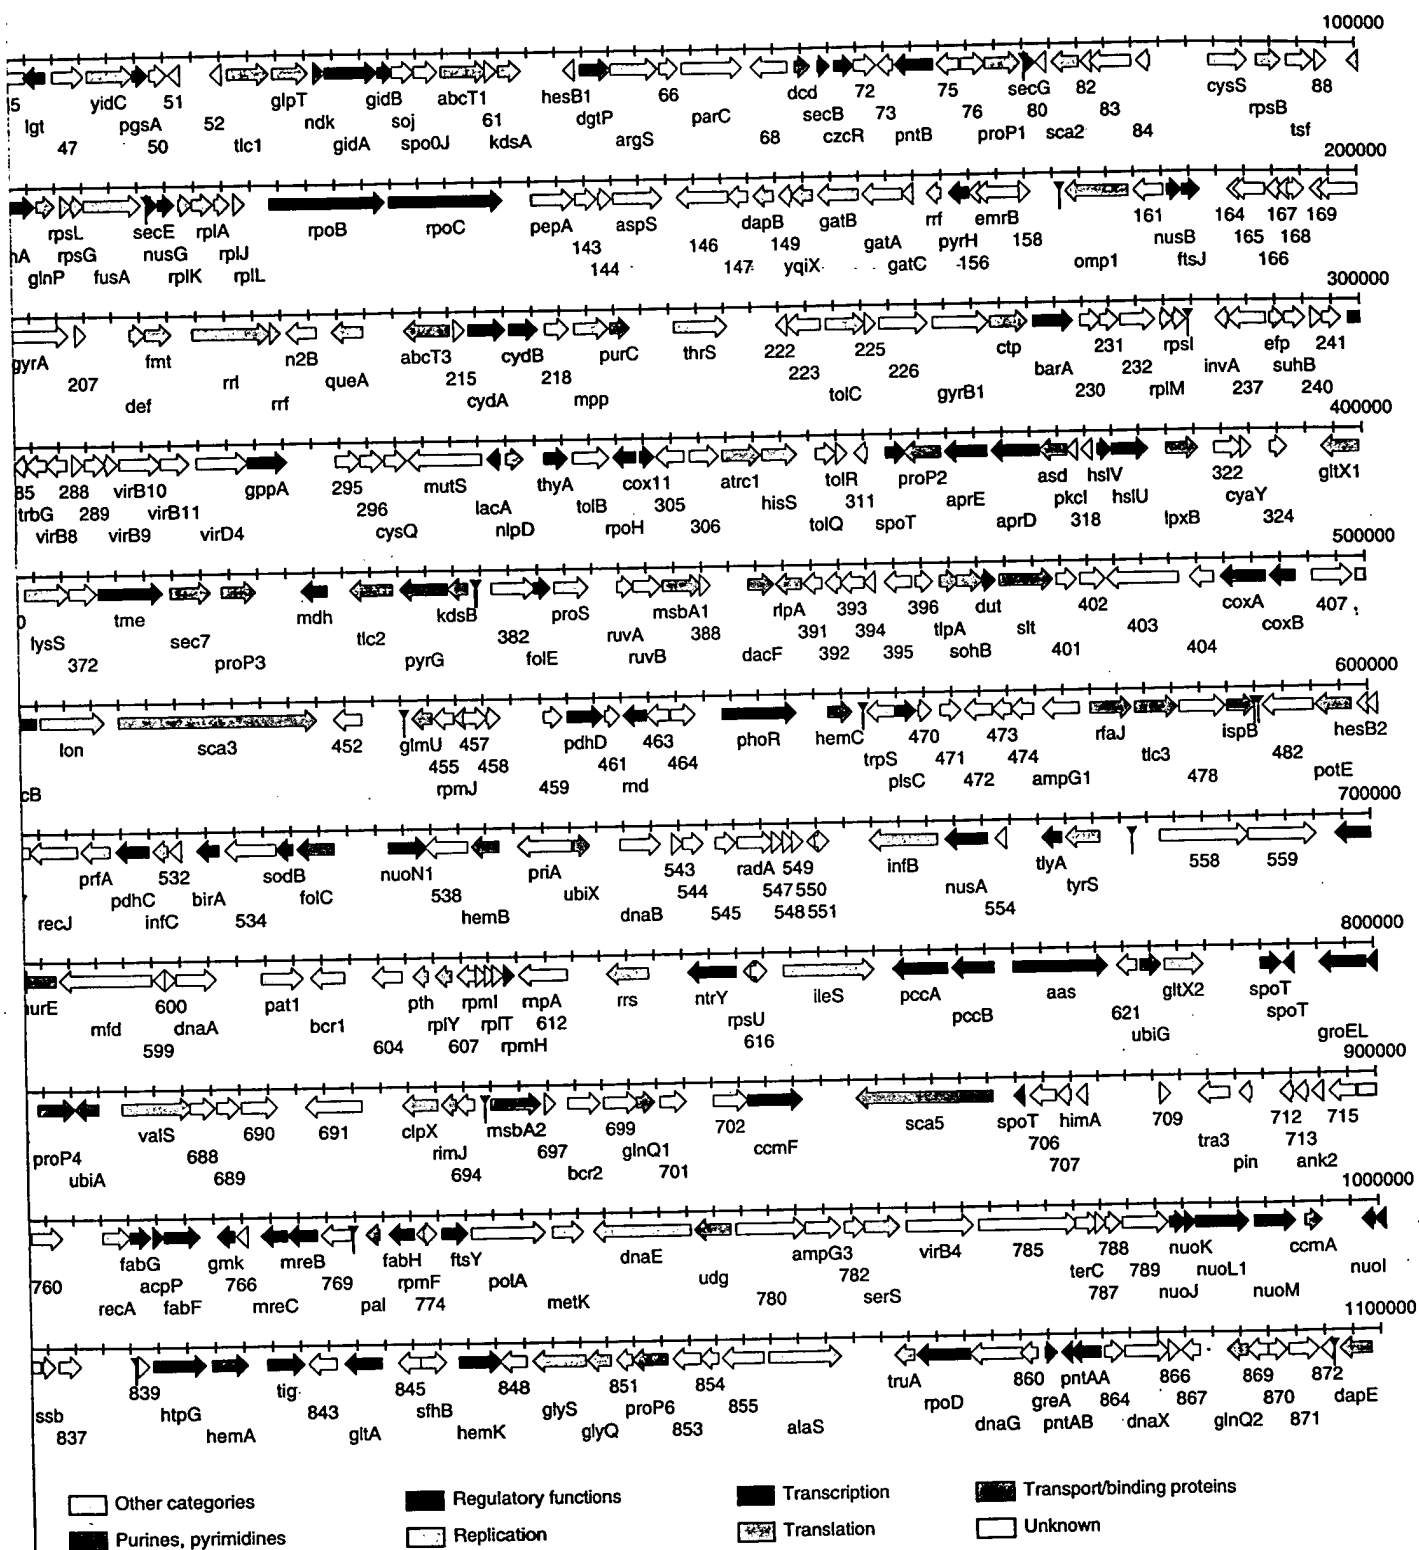 100000
5 yidC 51 glpT gidB abcT1 hesB1 66 dcd 72 75 secG 82 cysS 88
lgt pgsA 52 ndk soj 61 dgtP parC secB 73 76 80 83 rpsB
47 50 tlc1 gidA spo0J kdsA argS 68 czcR pntB proP1 sca2 84 tsf
200000
rpsL secE rplA rpoB rpoC pepA aspS dapB gatB rrf emrB 161 164 167 169
hA rpsG nusG rplJ 143 146 149 gatA pyrH 158 nusB 165 168
glnP fusA rplK rplL 144 147 yqiX gatC 156 omp1 ftsJ 166
300000
gyrA fmt n2B abcT3 cydB purC thrS 222 225 ctp 231 rpsI efp 241
207 rrl queA 215 218 223 226 barA 232 invA suhB
def rrf cydA mpp tolC gyrB1 230 rplM 237 240
400000
85 288 virB10 gppA 295 mutS thyA cox11 atrc1 tolR proP2 asd hslV 322 gltX1
trbG 289 virB11 296 lacA tolB 305 hisS 311 aprE pkcI hslU cyaY
virB8 virB9 virD4 cysQ nlpD rpoH 306 tolQ spoT aprD 318 lpxB 324
500000
0 tme mdh kdsB proS msbA1 rlpA 393 396 dut 402 coxA 407
lysS sec7 tlc2 382 ruvA 388 391 394 tlpA slt 403 coxB
372 proP3 pyrG folE ruvB dacF 392 395 sohB 401 404
600000
lon sca3 452 glmU 457 pdhD 463 phoR hemC 470 473 rfaJ ispB hesB2
455 458 461 464 trpS 471 474 tlc3 482
cB rpmJ 459 rnd plsC 472 ampG1 478 potE
700000
prfA 532 sodB nuoN1 priA 543 radA 549 infB tlyA 558 559
pdhC birA folC 538 ubiX 544 547 550 nusA tyrS
recJ infC 534 hemB dnaB 545 548 551 554
800000
nurE 600 pat1 pth rpmI rnpA rrs ntrY ileS pccA aas gltX2 spoT
mfd dnaA bcr1 rplY rplT 612 rpsU pccB 621 spoT
599 604 607 rpmH 616 ubiG groEL
900000
valS 690 691 clpX msbA2 699 702 sca5 spoT himA 709 712 715
proP4 688 rimJ 697 glnQ1 ccmF 706 tra3 713
ubiA 689 694 bcr2 701 707 pin ank2
1000000
fabG gmk mreB fabH ftsY dnaE ampG3 virB4 785 788 nuoK ccmA
760 acpP 766 769 rpmF polA udg 782 terC 789 nuoL1 nuoI
recA fabF mreC pal 774 metK 780 serS 787 nuoJ nuoM
1100000
839 tig 845 848 851 854 truA 860 pntAA 866 869 872
ssb htpG 843 sfhB glyS proP6 855 rpoD greA 864 867 870 dapE
837 hemA gltA hemK glyQ 853 alaS dnaG pntAB dnaX glnQ2 871
Other categories Regulatory functions Transcription Transport/binding proteins
Purines, pyrimidines Replication Translation Unknown